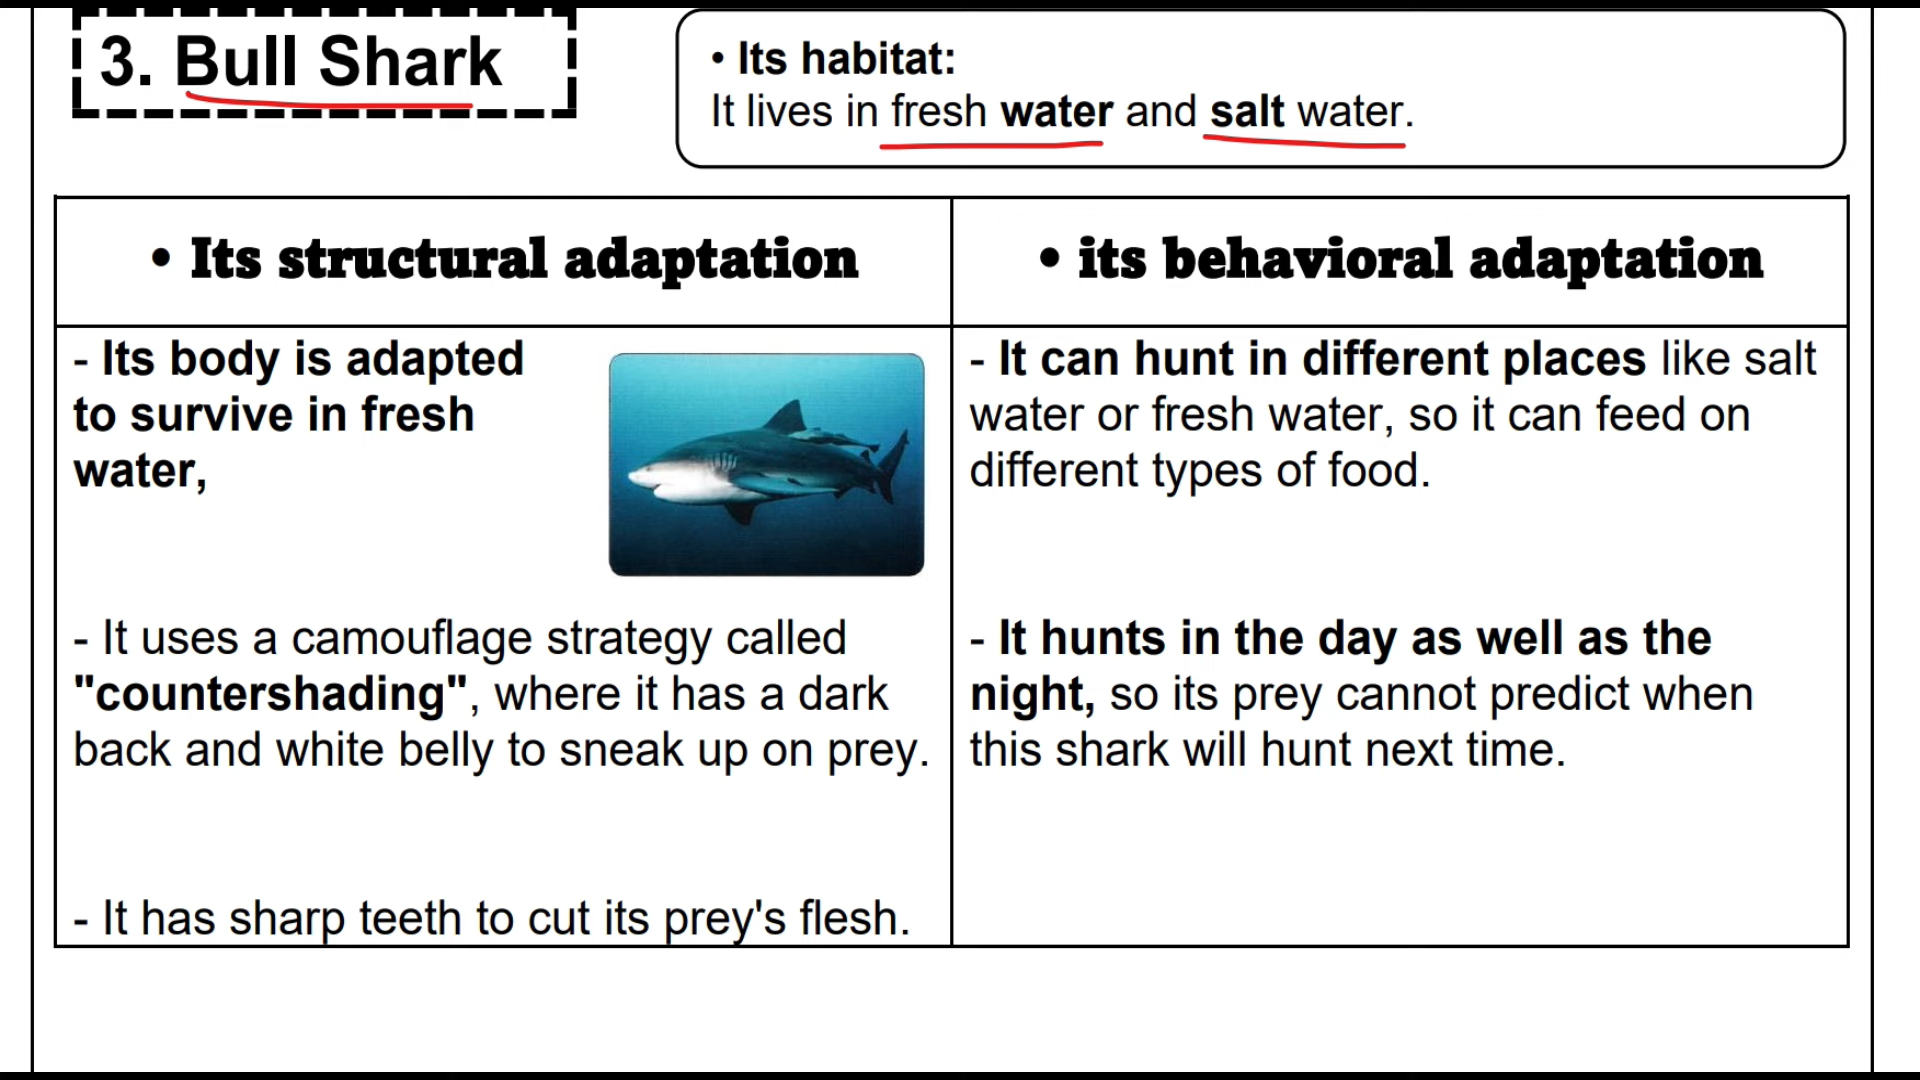 3. Bull Shark
• Its habitat:
It lives in fresh water and salt water.
• Its structural adaptation
- Its body is adapted
to survive in fresh
water,
- It uses a camouflage strategy called
"countershading", where it has a dark
back and white belly to sneak up on prey.
- It has sharp teeth to cut its prey's flesh.
• its behavioral adaptation
- It can hunt in different places like salt
water or fresh water, so it can feed on
different types of food.
- It hunts in the day as well as the
night, so its prey cannot predict when
this shark will hunt next time.